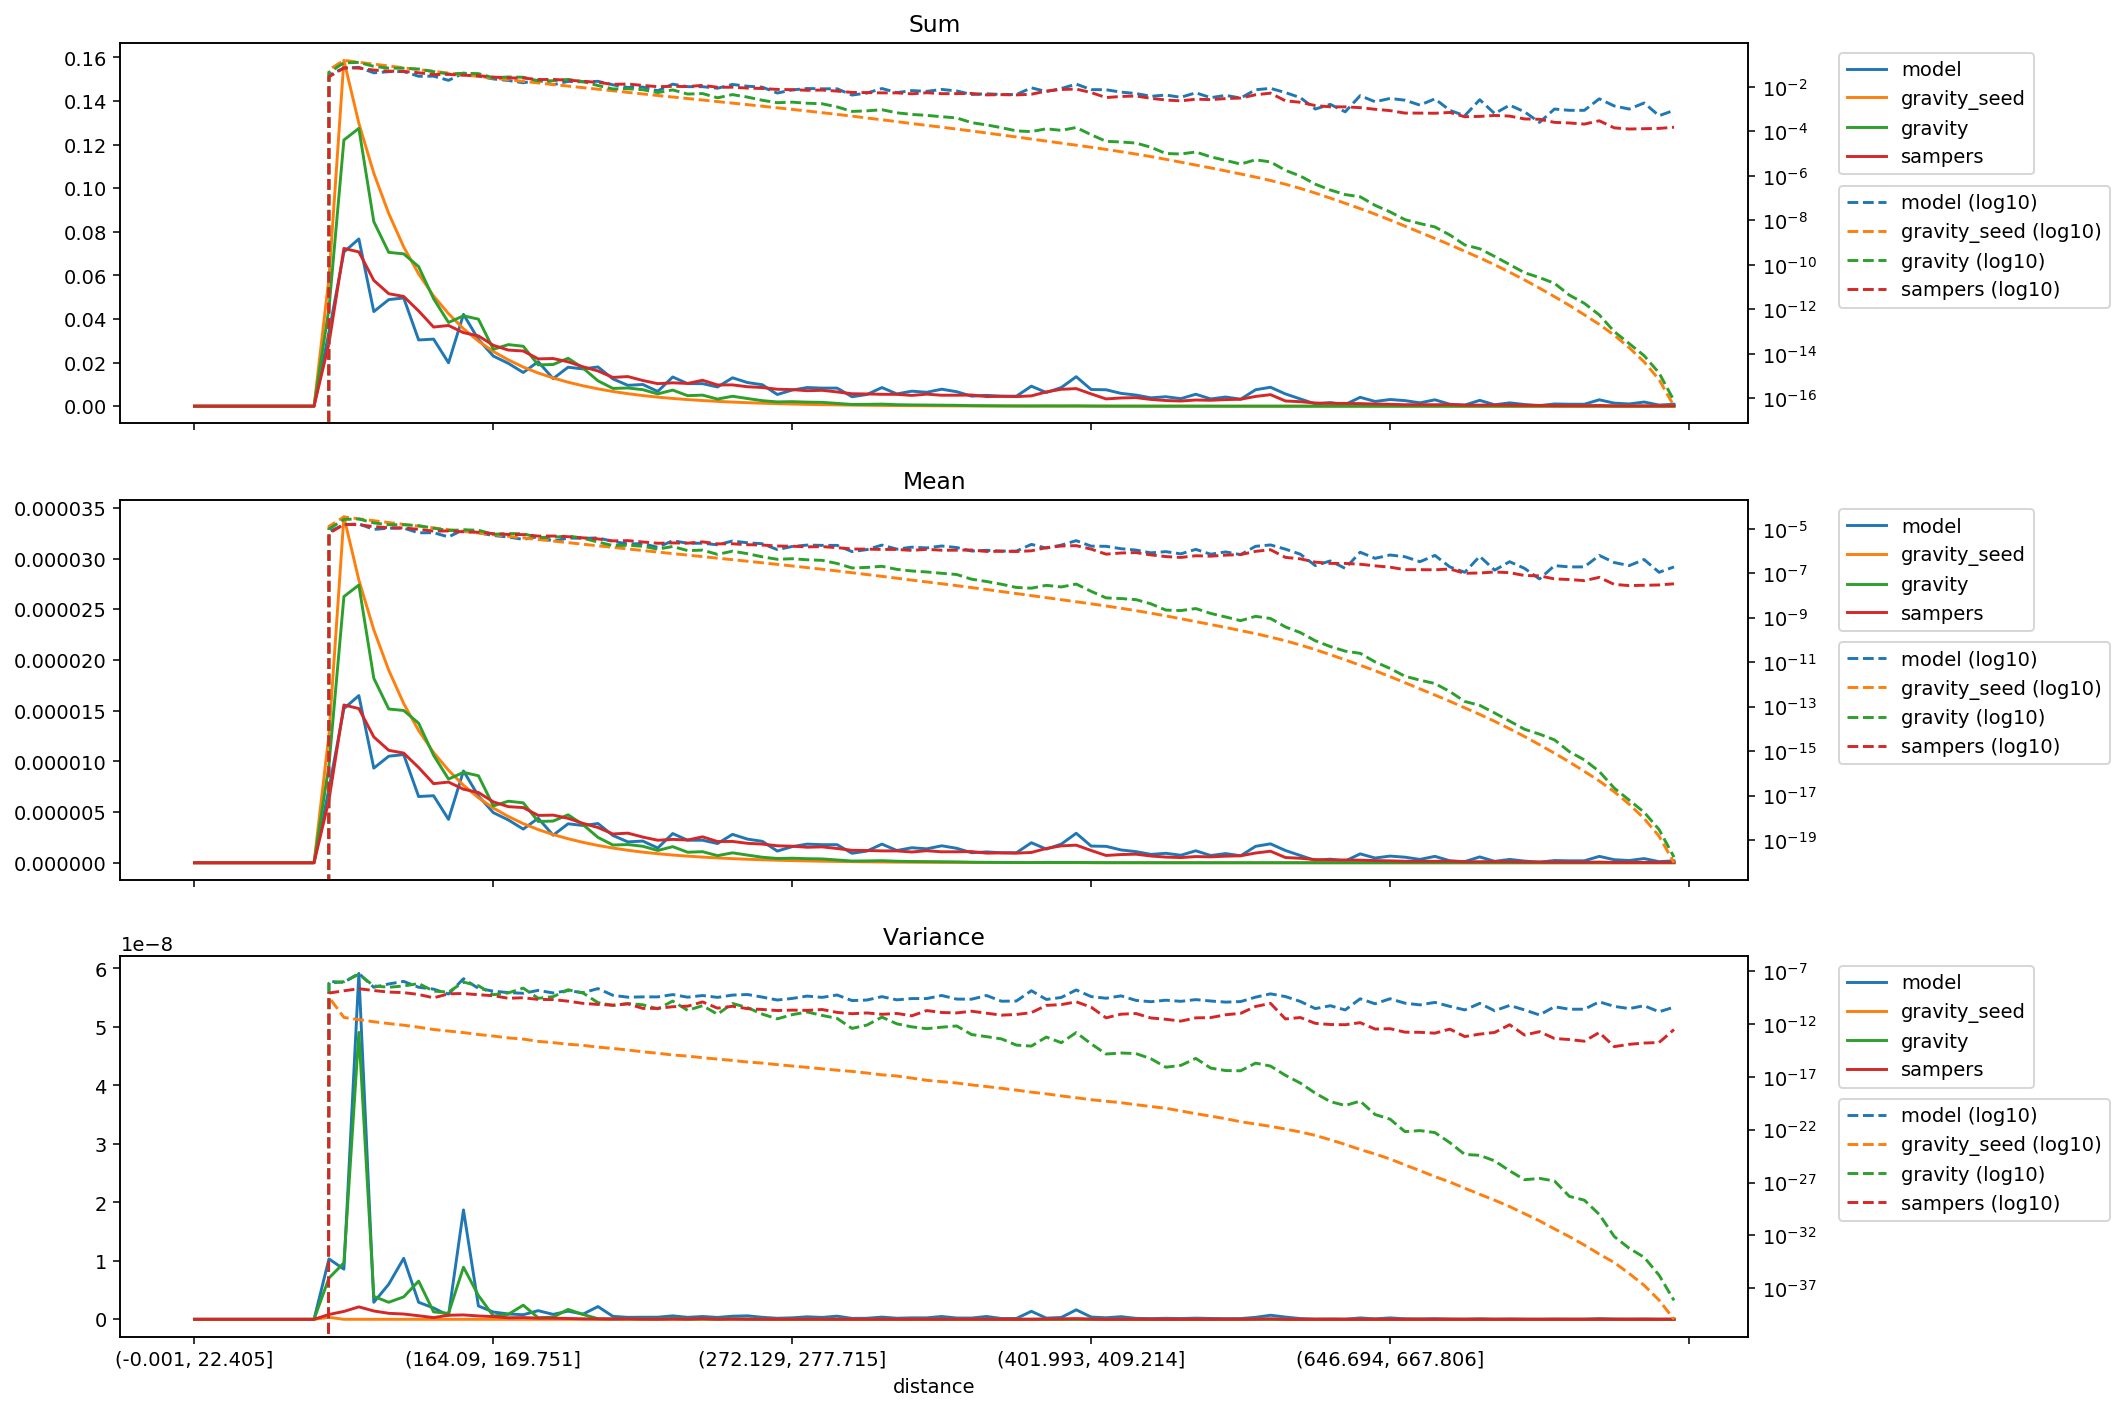 Sum
0.16
0.14
0.12
0.10
0.08
0.06
0.04
0.02
0.00
10⁻²
10⁻⁴
10⁻⁶
10⁻⁸
10⁻¹⁰
10⁻¹²
10⁻¹⁴
10⁻¹⁶
model
gravity_seed
gravity
sampers
model (log10)
gravity_seed (log10)
gravity (log10)
sampers (log10)
Mean
0.000035
0.000030
0.000025
0.000020
0.000015
0.000010
0.000005
0.000000
10⁻⁵
10⁻⁷
10⁻⁹
10⁻¹¹
10⁻¹³
10⁻¹⁵
10⁻¹⁷
10⁻¹⁹
model
gravity_seed
gravity
sampers
model (log10)
gravity_seed (log10)
gravity (log10)
sampers (log10)
Variance
1e−8
6
5
4
3
2
1
0
10⁻⁷
10⁻¹²
10⁻¹⁷
10⁻²²
10⁻²⁷
10⁻³²
10⁻³⁷
model
gravity_seed
gravity
sampers
model (log10)
gravity_seed (log10)
gravity (log10)
sampers (log10)
(-0.001, 22.405] (164.09, 169.751] (272.129, 277.715] (401.993, 409.214] (646.694, 667.806]
distance